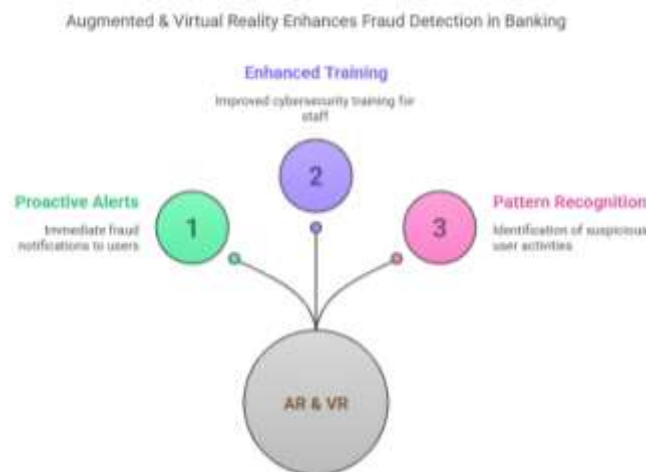 Augmented & Virtual Reality Enhances Fraud Detection in Banking
Enhanced Training
Improved cybersecurity training for
staff
2
Proactive Alerts
Immediate fraud
notifications to users
1
3
Pattern Recognition
Identification of suspicious
user activities
AR & VR